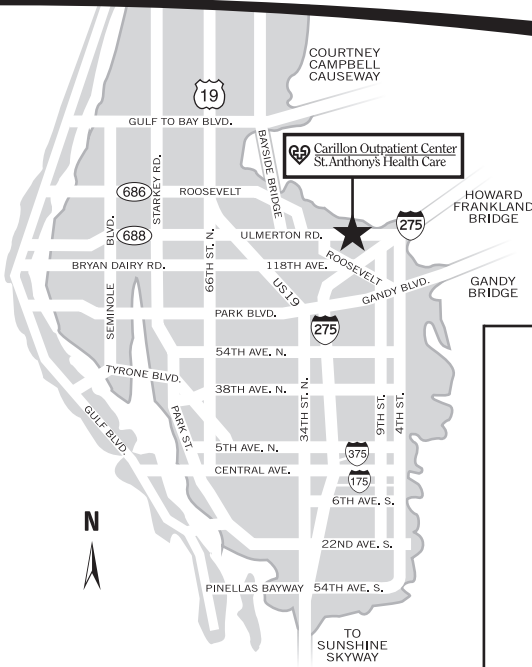 COURTNEY
CAMPBELL
CAUSEWAY
19
GULF TO BAY BLVD.
BAYSIDE BRIDGE
Carillon Outpatient Center
St. Anthony's Health Care
686
ROOSEVELT
STARKEY RD.
HOWARD
FRANKLAND
BRIDGE
275
688
BLVD.
ULMERTON RD.
66TH ST. N.
BRYAN DAIRY RD.
118TH AVE.
ROOSEVELT
US 19
GANDY BLVD.
GANDY
BRIDGE
SEMINOLE
PARK BLVD.
275
54TH AVE. N.
TYRONE BLVD.
38TH AVE. N.
34TH ST. N.
9TH ST. N.
4TH ST. N.
GULF BLVD.
PARK ST.
5TH AVE. N.
375
CENTRAL AVE.
175
6TH AVE. S.
N
22ND AVE. S.
PINELLAS BAYWAY
54TH AVE. S.
TO
SUNSHINE
SKYWAY